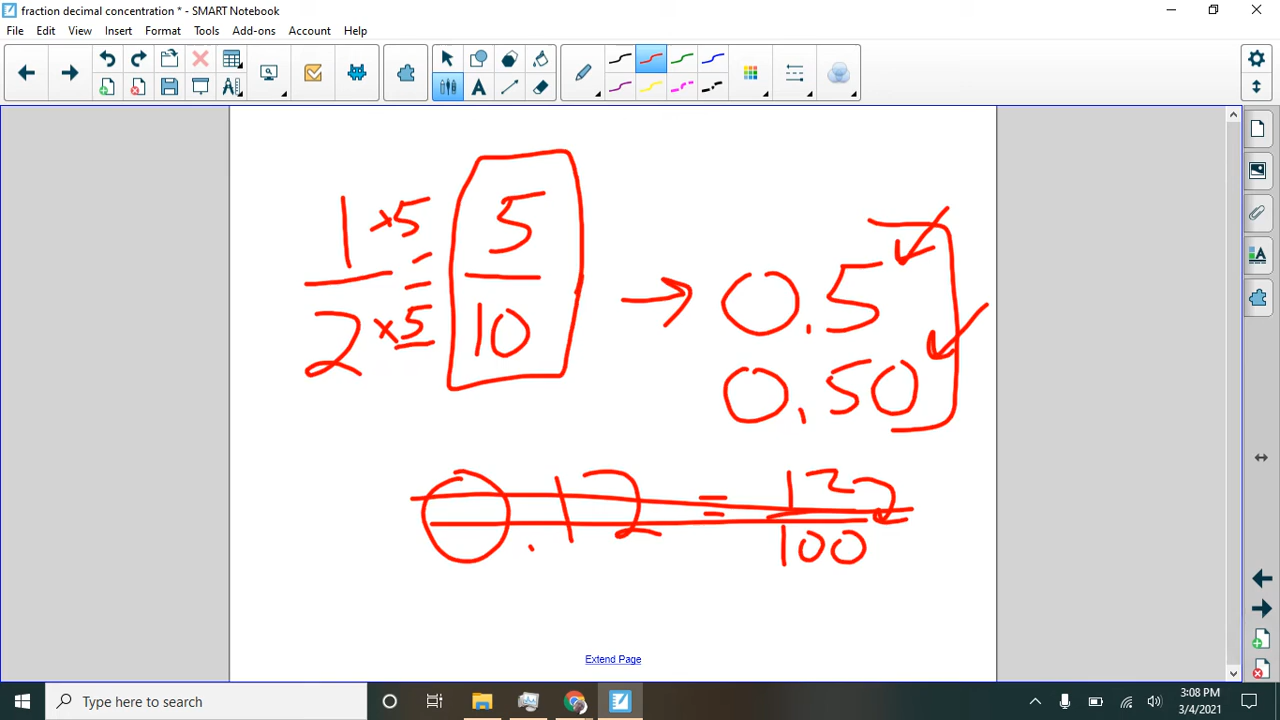 fraction decimal concentration * - SMART Notebook
File Edit View Insert Format Tools Add-ons Account Help
1 ×5 = 5
2 ×5 10
→ 0.5
0.50
0.12 = 12
100
Extend Page
Type here to search
3:08 PM
3/4/2021